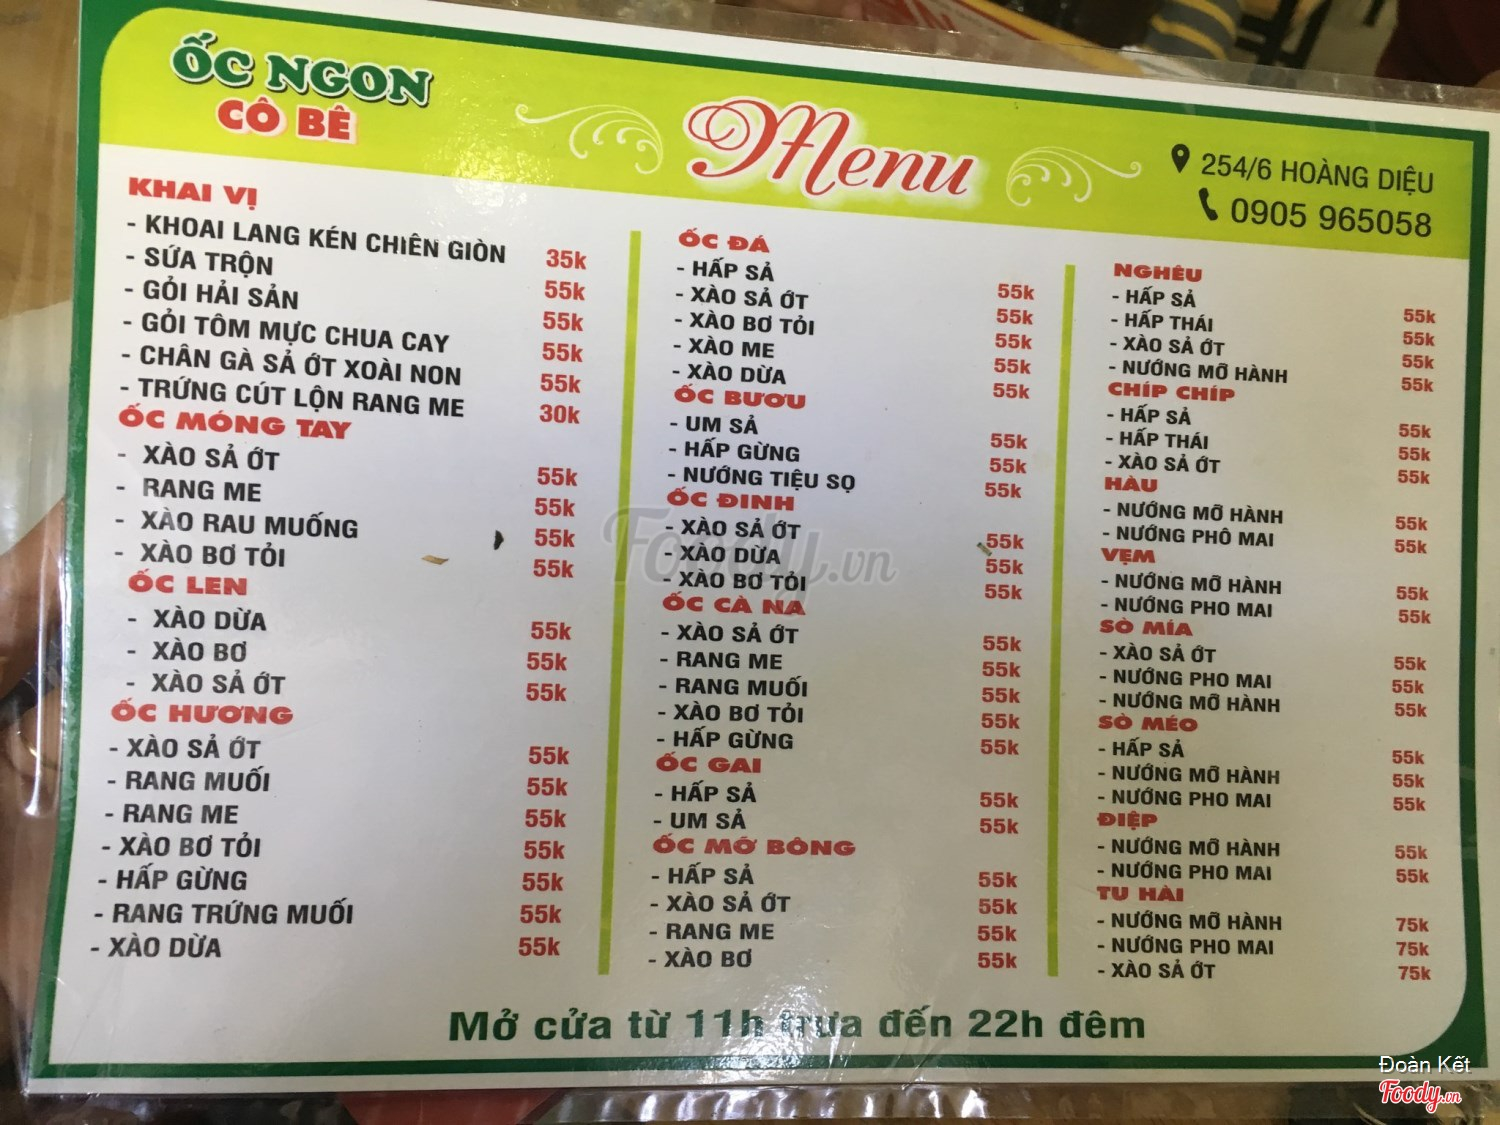 ỐC NGON
CÔ BÊ
Menu
254/6 HOÀNG DIỆU
0905 965058
KHAI VỊ
- KHOAI LANG KÉN CHIÊN GIÒN 35k
- SỨA TRỘN 55k
- GỎI HẢI SẢN 55k
- GỎI TÔM MỰC CHUA CAY 55k
- CHÂN GÀ SẢ ỚT XOÀI NON 55k
- TRỨNG CÚT LỘN RANG ME 30k
ỐC MÓNG TAY
- XÀO SẢ ỚT 55k
- RANG ME 55k
- XÀO RAU MUỐNG 55k
- XÀO BƠ TỎI 55k
ỐC LEN
- XÀO DỪA 55k
- XÀO BƠ 55k
- XÀO SẢ ỚT 55k
ỐC HƯƠNG
- XÀO SẢ ỚT 55k
- RANG MUỐI 55k
- RANG ME 55k
- XÀO BƠ TỎI 55k
- HẤP GỪNG 55k
- RANG TRỨNG MUỐI 55k
- XÀO DỪA 55k
ỐC ĐÁ
- HẤP SẢ 55k
- XÀO SẢ ỚT 55k
- XÀO BƠ TỎI 55k
- XÀO ME 55k
- XÀO DỪA 55k
ỐC BƯƠU
- UM SẢ 55k
- HẤP GỪNG 55k
- NƯỚNG TIỆU SỌ 55k
ỐC ĐINH
- XÀO SẢ ỚT 55k
- XÀO DỪA 55k
- XÀO BƠ TỎI 55k
ỐC CÀ NA
- XÀO SẢ ỚT 55k
- RANG ME 55k
- RANG MUỐI 55k
- XÀO BƠ TỎI 55k
- HẤP GỪNG 55k
ỐC GAI
- HẤP SẢ 55k
- UM SẢ 55k
ỐC MỠ BÔNG
- HẤP SẢ 55k
- XÀO SẢ ỚT 55k
- RANG ME 55k
- XÀO BƠ 55k
NGHÊU
- HẤP SẢ 55k
- HẤP THÁI 55k
- XÀO SẢ ỚT 55k
- NƯỚNG MỠ HÀNH 55k
CHÍP CHÍP
- HẤP SẢ 55k
- HẤP THÁI 55k
- XÀO SẢ ỚT 55k
HÀU
- NƯỚNG MỠ HÀNH 55k
- NƯỚNG PHÔ MAI 55k
VẸM
- NƯỚNG MỠ HÀNH 55k
- NƯỚNG PHO MAI 55k
SÒ MÍA
- XÀO SẢ ỚT 55k
- NƯỚNG PHO MAI 55k
- NƯỚNG MỠ HÀNH 55k
SÒ MÉO
- HẤP SẢ 55k
- NƯỚNG MỠ HÀNH 55k
- NƯỚNG PHO MAI 55k
ĐIỆP
- NƯỚNG MỠ HÀNH 55k
- NƯỚNG PHO MAI 55k
TU HÀI
- NƯỚNG MỠ HÀNH 75k
- NƯỚNG PHO MAI 75k
- XÀO SẢ ỚT 75k
Mở cửa từ 11h trưa đến 22h đêm
Foody.vn
Đoàn Kết
Foody.vn